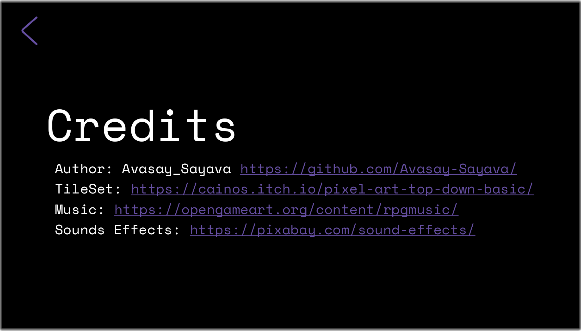 Credits
Author: Avasay_Sayava https://github.com/Avasay-Sayava/
TileSet: https://cainos.itch.io/pixel-art-top-down-basic/
Music: https://opengameart.org/content/rpgmusic/
Sounds Effects: https://pixabay.com/sound-effects/